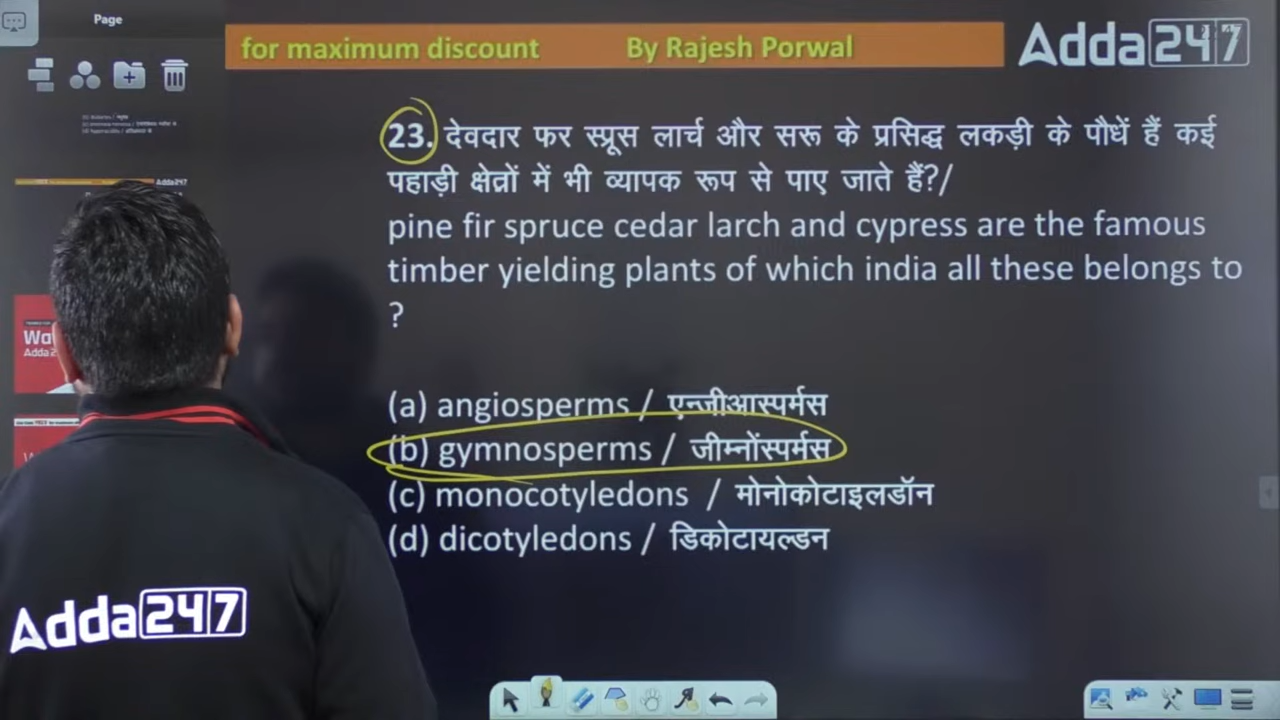 Page
for maximum discount By Rajesh Porwal
Adda247
23. देवदार फर स्प्रूस लार्च और सरू के प्रसिद्ध लकड़ी के पौधें हैं कई
पहाड़ी क्षेत्रों में भी व्यापक रूप से पाए जाते हैं?/
pine fir spruce cedar larch and cypress are the famous
timber yielding plants of which india all these belongs to
?
(a) angiosperms / एन्जीआस्पर्मस
(b) gymnosperms / जीम्नोंस्पर्मस
(c) monocotyledons / मोनोकोटाइलडॉन
(d) dicotyledons / डिकोटायल्डन
Adda247
Adda247